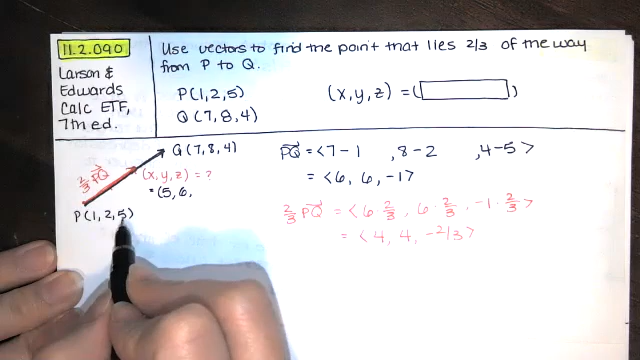 11.2.090
Larson &
Edwards
Calc ETF,
7th ed.
Use vectors to find the point that lies 2/3 of the way
from P to Q.
P(1,2,5)
Q(7,8,4)
(x,y,z) = ( )
Q(7,8,4)
2/3 PQ
(x,y,z) = ?
= (5, 6,
P(1,2,5)
PQ = <7-1 , 8-2 , 4-5>
= <6, 6, -1>
2/3 PQ = <6 · 2/3 , 6 · 2/3 , -1 · 2/3>
= <4, 4, -2/3>